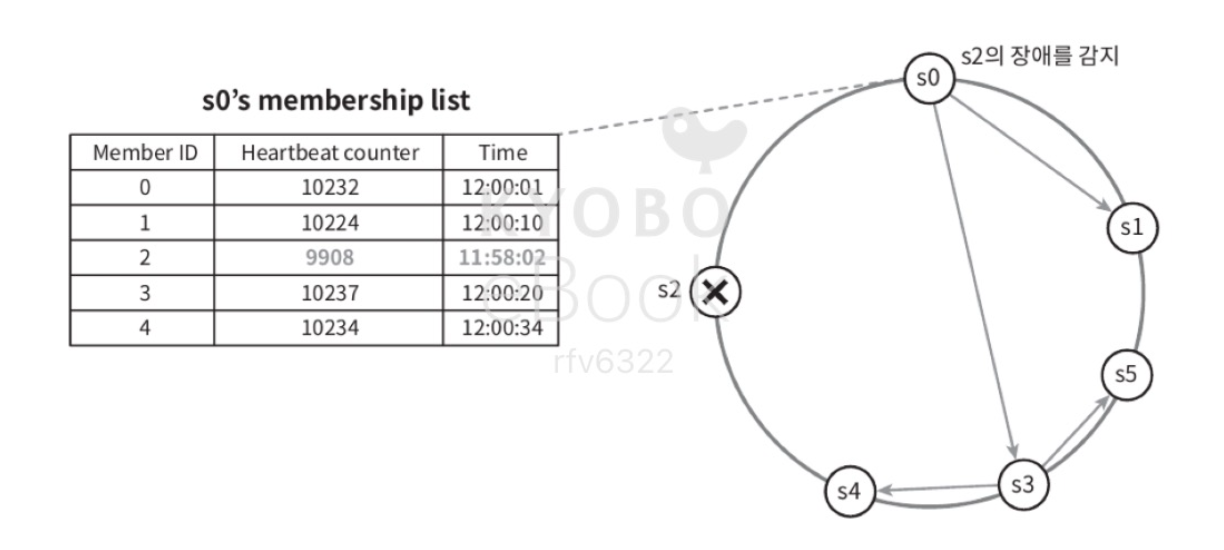 s2의 장애를 감지
s0
s0's membership list
Member ID Heartbeat counter Time
0 10232 12:00:01
1 10224 12:00:10
2 9908 11:58:02
3 10237 12:00:20
4 10234 12:00:34
KYOBO
eBook
rfv6322
s1
s2
s5
s4
s3